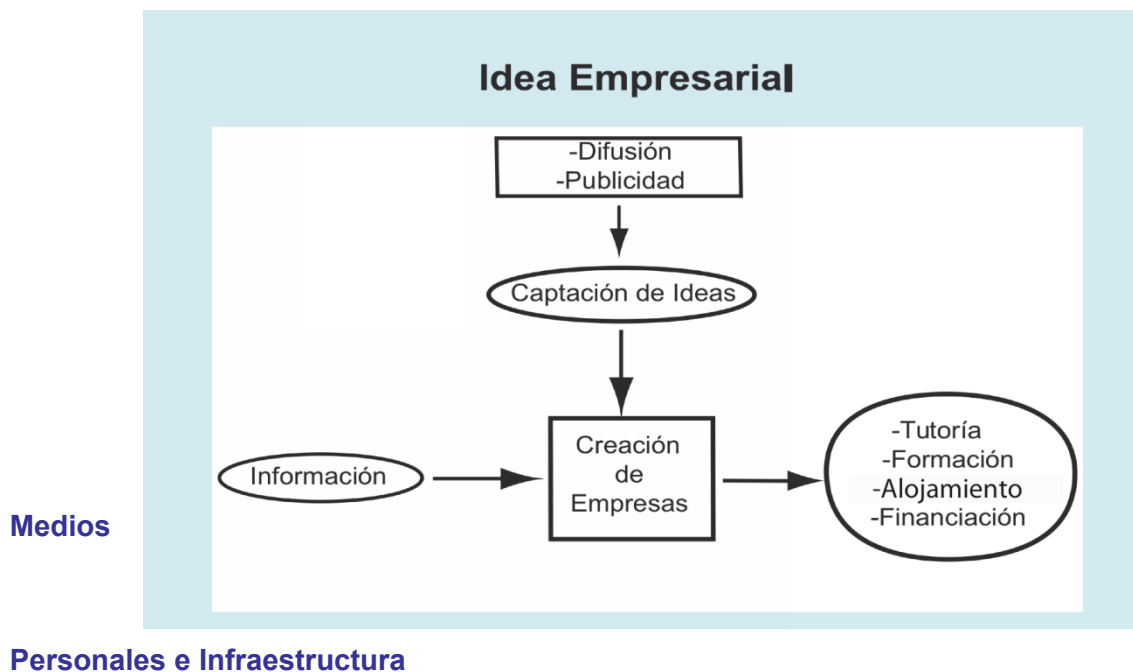 Idea Empresarial
-Difusión
-Publicidad
Captación de Ideas
Información
Creación
de
Empresas
-Tutoría
-Formación
-Alojamiento
-Financiación
Medios
Personales e Infraestructura